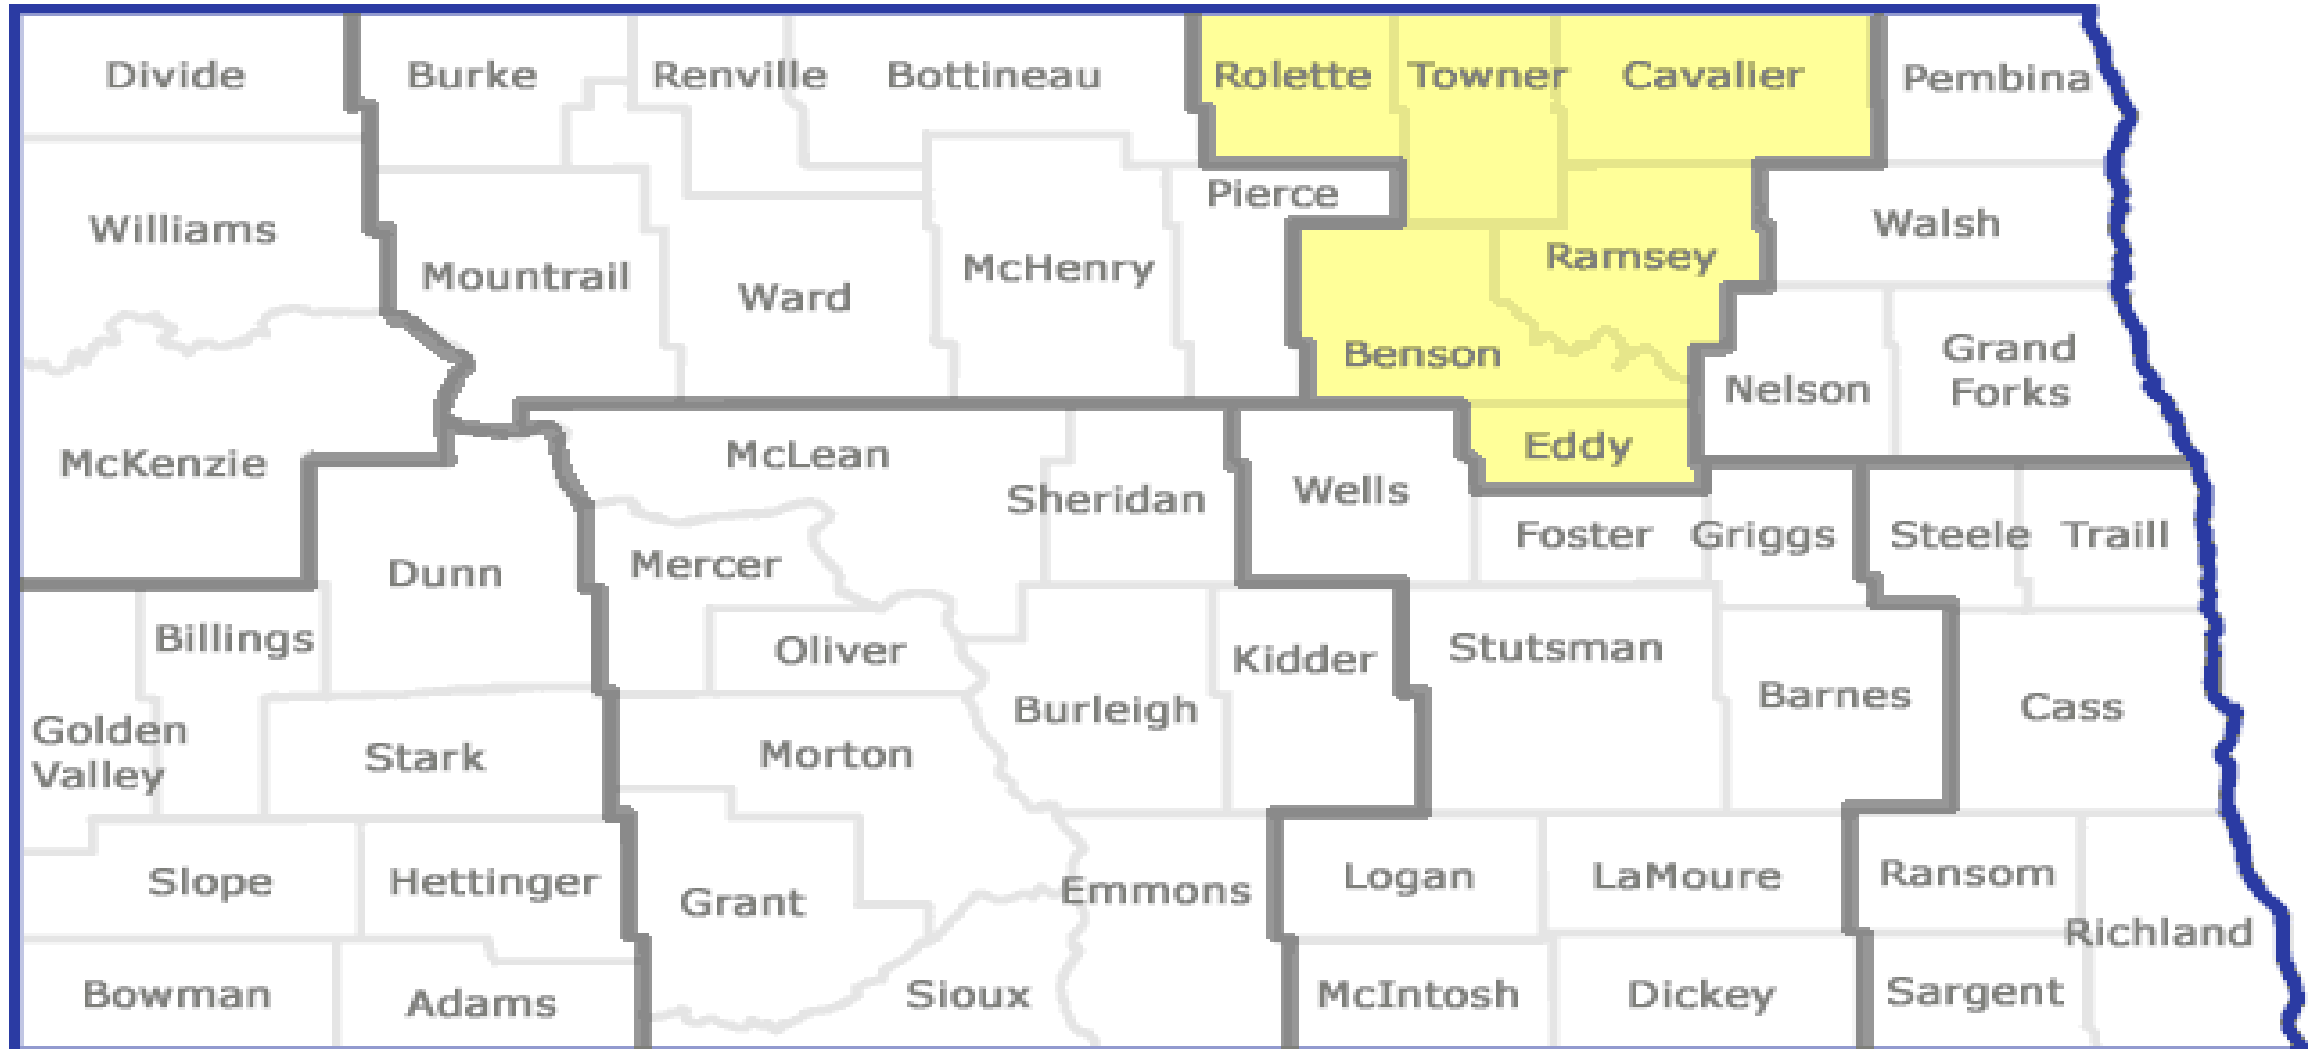 Divide
Burke
Renville
Bottineau
Rolette
Towner
Cavalier
Pembina
Williams
Mountrail
Ward
McHenry
Pierce
Ramsey
Walsh
Benson
Nelson
Grand
Forks
McKenzie
McLean
Sheridan
Wells
Eddy
Foster
Griggs
Steele
Traill
Dunn
Mercer
Oliver
Billings
Golden
Valley
Stark
Morton
Burleigh
Kidder
Stutsman
Barnes
Cass
Slope
Hettinger
Grant
Emmons
Logan
LaMoure
Ransom
Richland
Bowman
Adams
Sioux
McIntosh
Dickey
Sargent